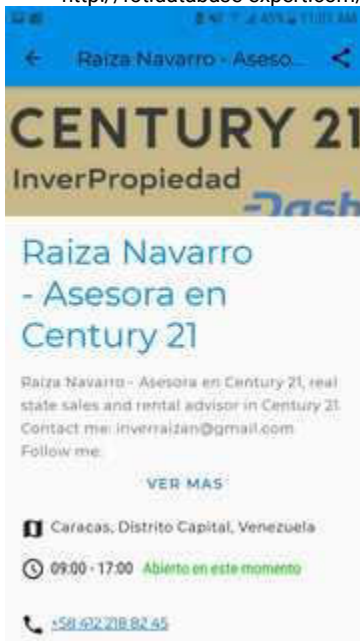 Raiza Navarro - Aseso...
CENTURY 21
InverPropiedad
Dash
Raiza Navarro
- Asesora en
Century 21
Raiza Navarro - Asesora en Century 21, real
state sales and rental advisor in Century 21.
Contact me: inverraizan@gmail.com
Follow me:
VER MAS
Caracas, Distrito Capital, Venezuela
09:00 - 17:00 Abierto en este momento
+58 412 218 82 45